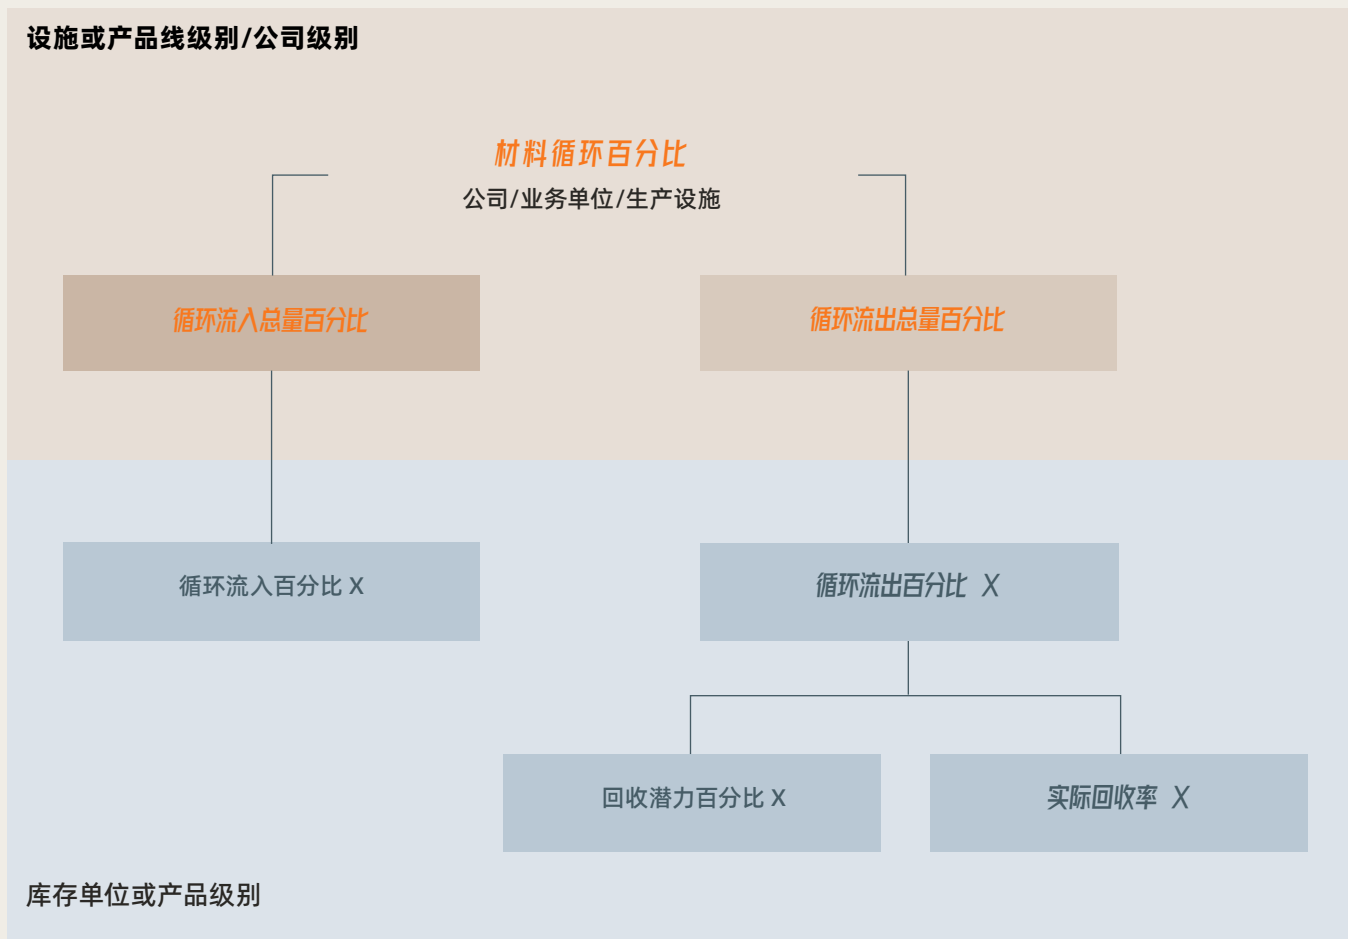 设施或产品线级别/公司级别
材料循环百分比
公司/业务单位/生产设施
循环流入总量百分比
循环流出总量百分比
循环流入百分比 X
循环流出百分比 X
回收潜力百分比 X
实际回收率 X
库存单位或产品级别